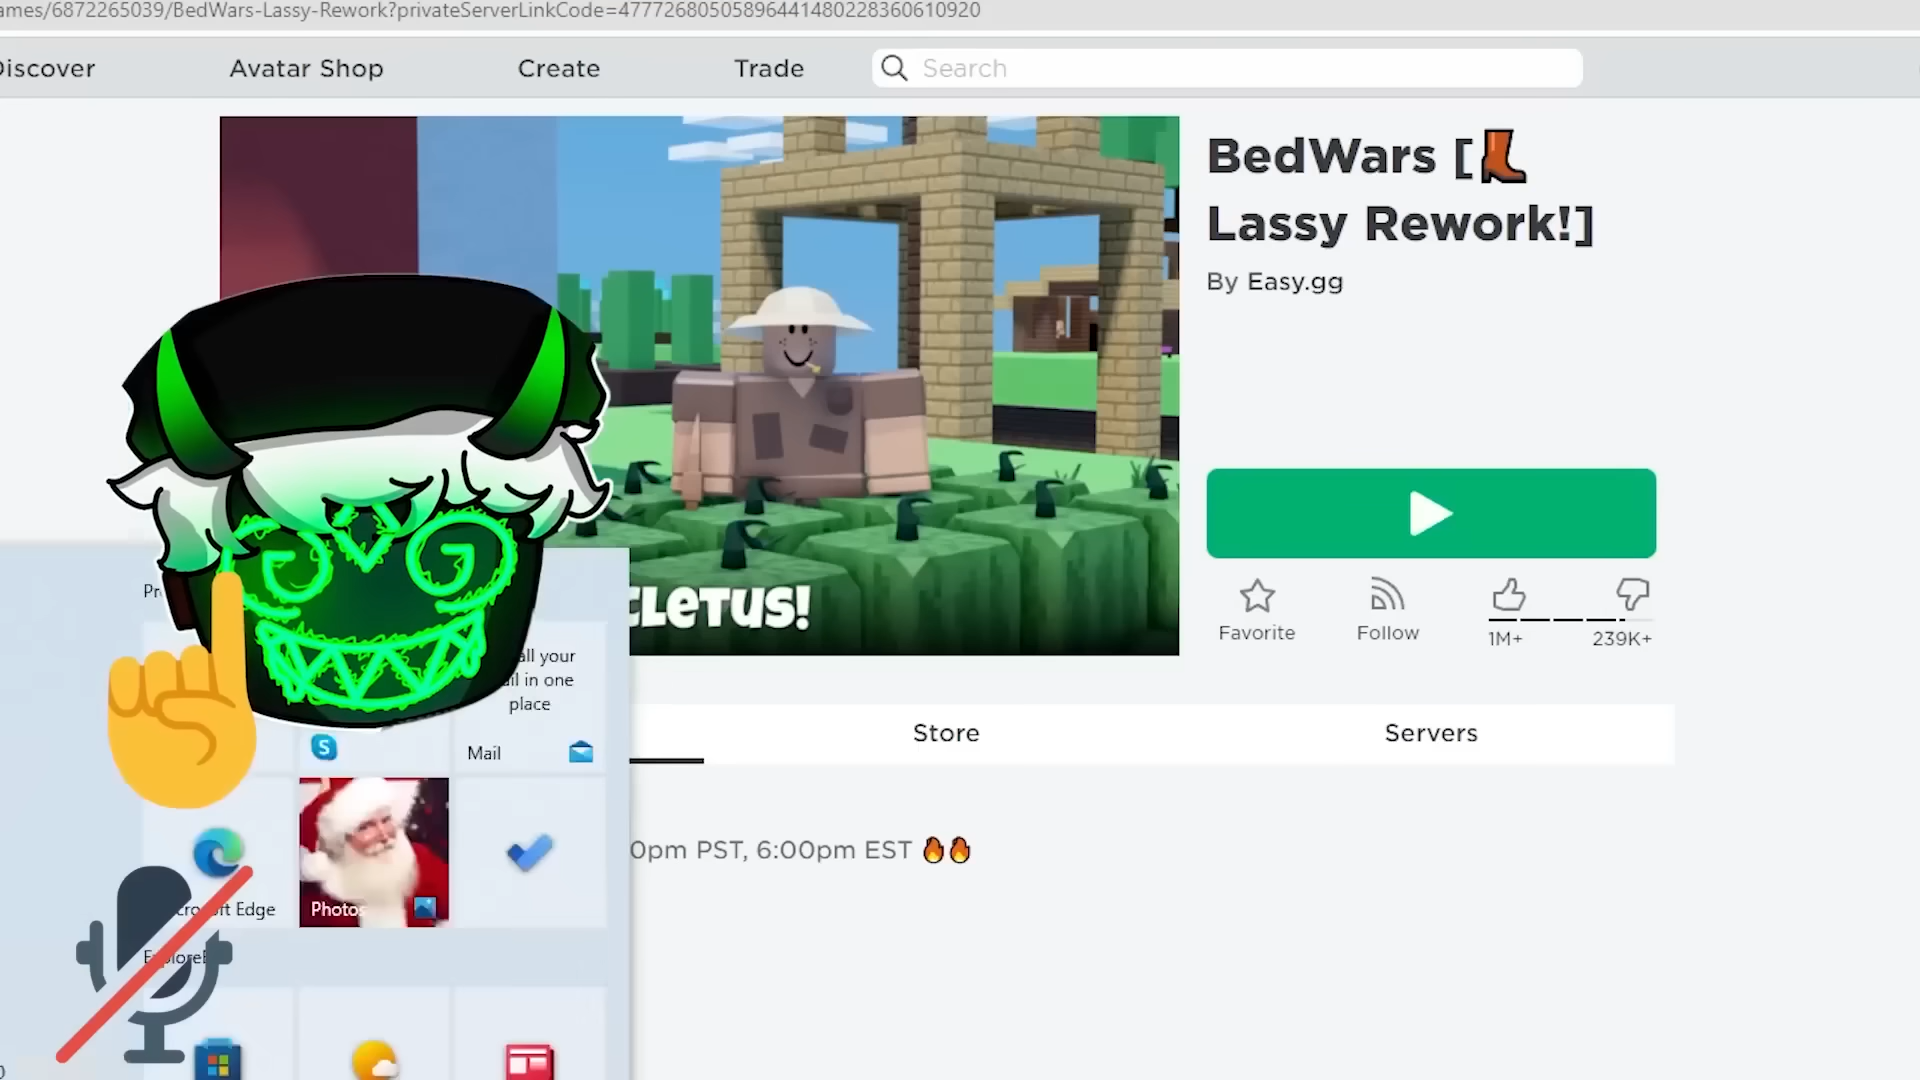 ames/6872265039/BedWars-Lassy-Rework?privateServerLinkCode=47772680505896441480228360610920
Discover Avatar Shop Create Trade Search
BedWars [
Lassy Rework!]
By Easy.gg
CLETUS!
Favorite Follow 1M+ 239K+
all your
in one
place
Mail
Store Servers
0pm PST, 6:00pm EST
Microsoft Edge Photos